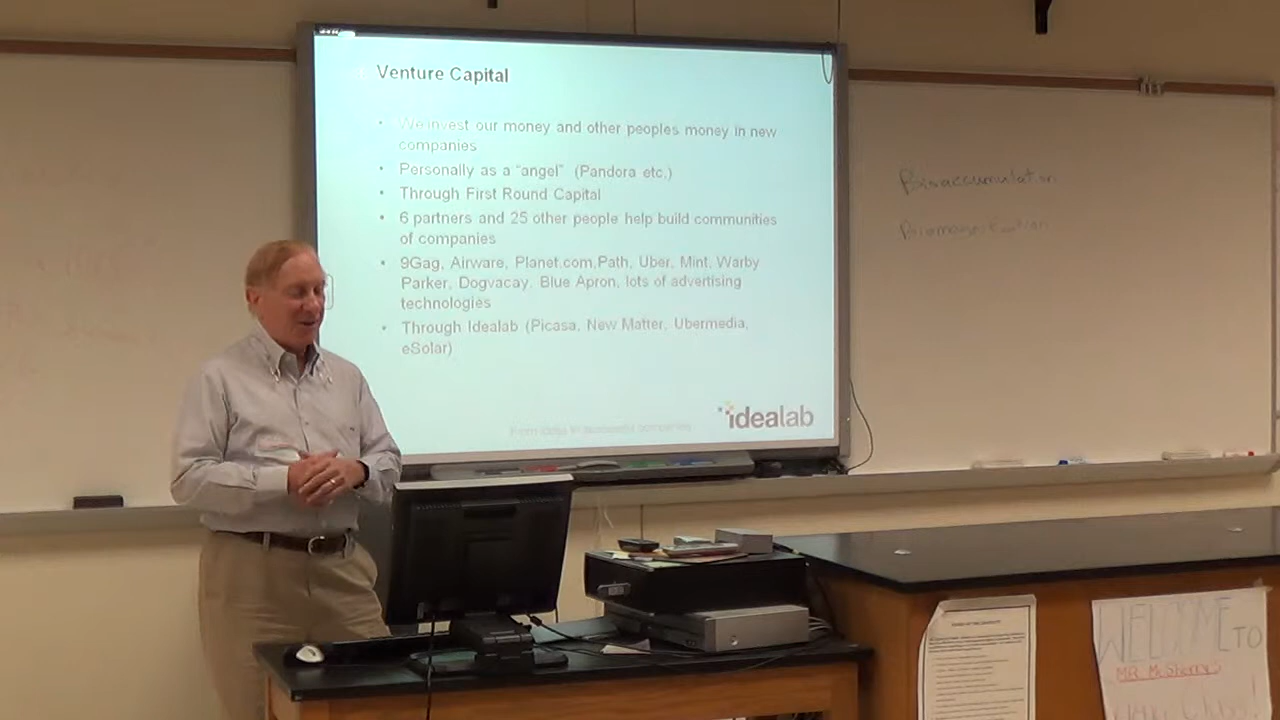 Venture Capital
• We invest our money and other peoples money in new
companies
• Personally as a "angel" (Pandora etc.)
• Through First Round Capital
• 6 partners and 25 other people help build communities
of companies
• 9Gag, Airware, Planet.com,Path, Uber, Mint, Warby
Parker, Dogvacay, Blue Apron, lots of advertising
technologies
• Through Idealab (Picasa, New Matter, Ubermedia,
eSolar)
idealab
Bioaccumulation
WELCOME TO
MR. McSherry's